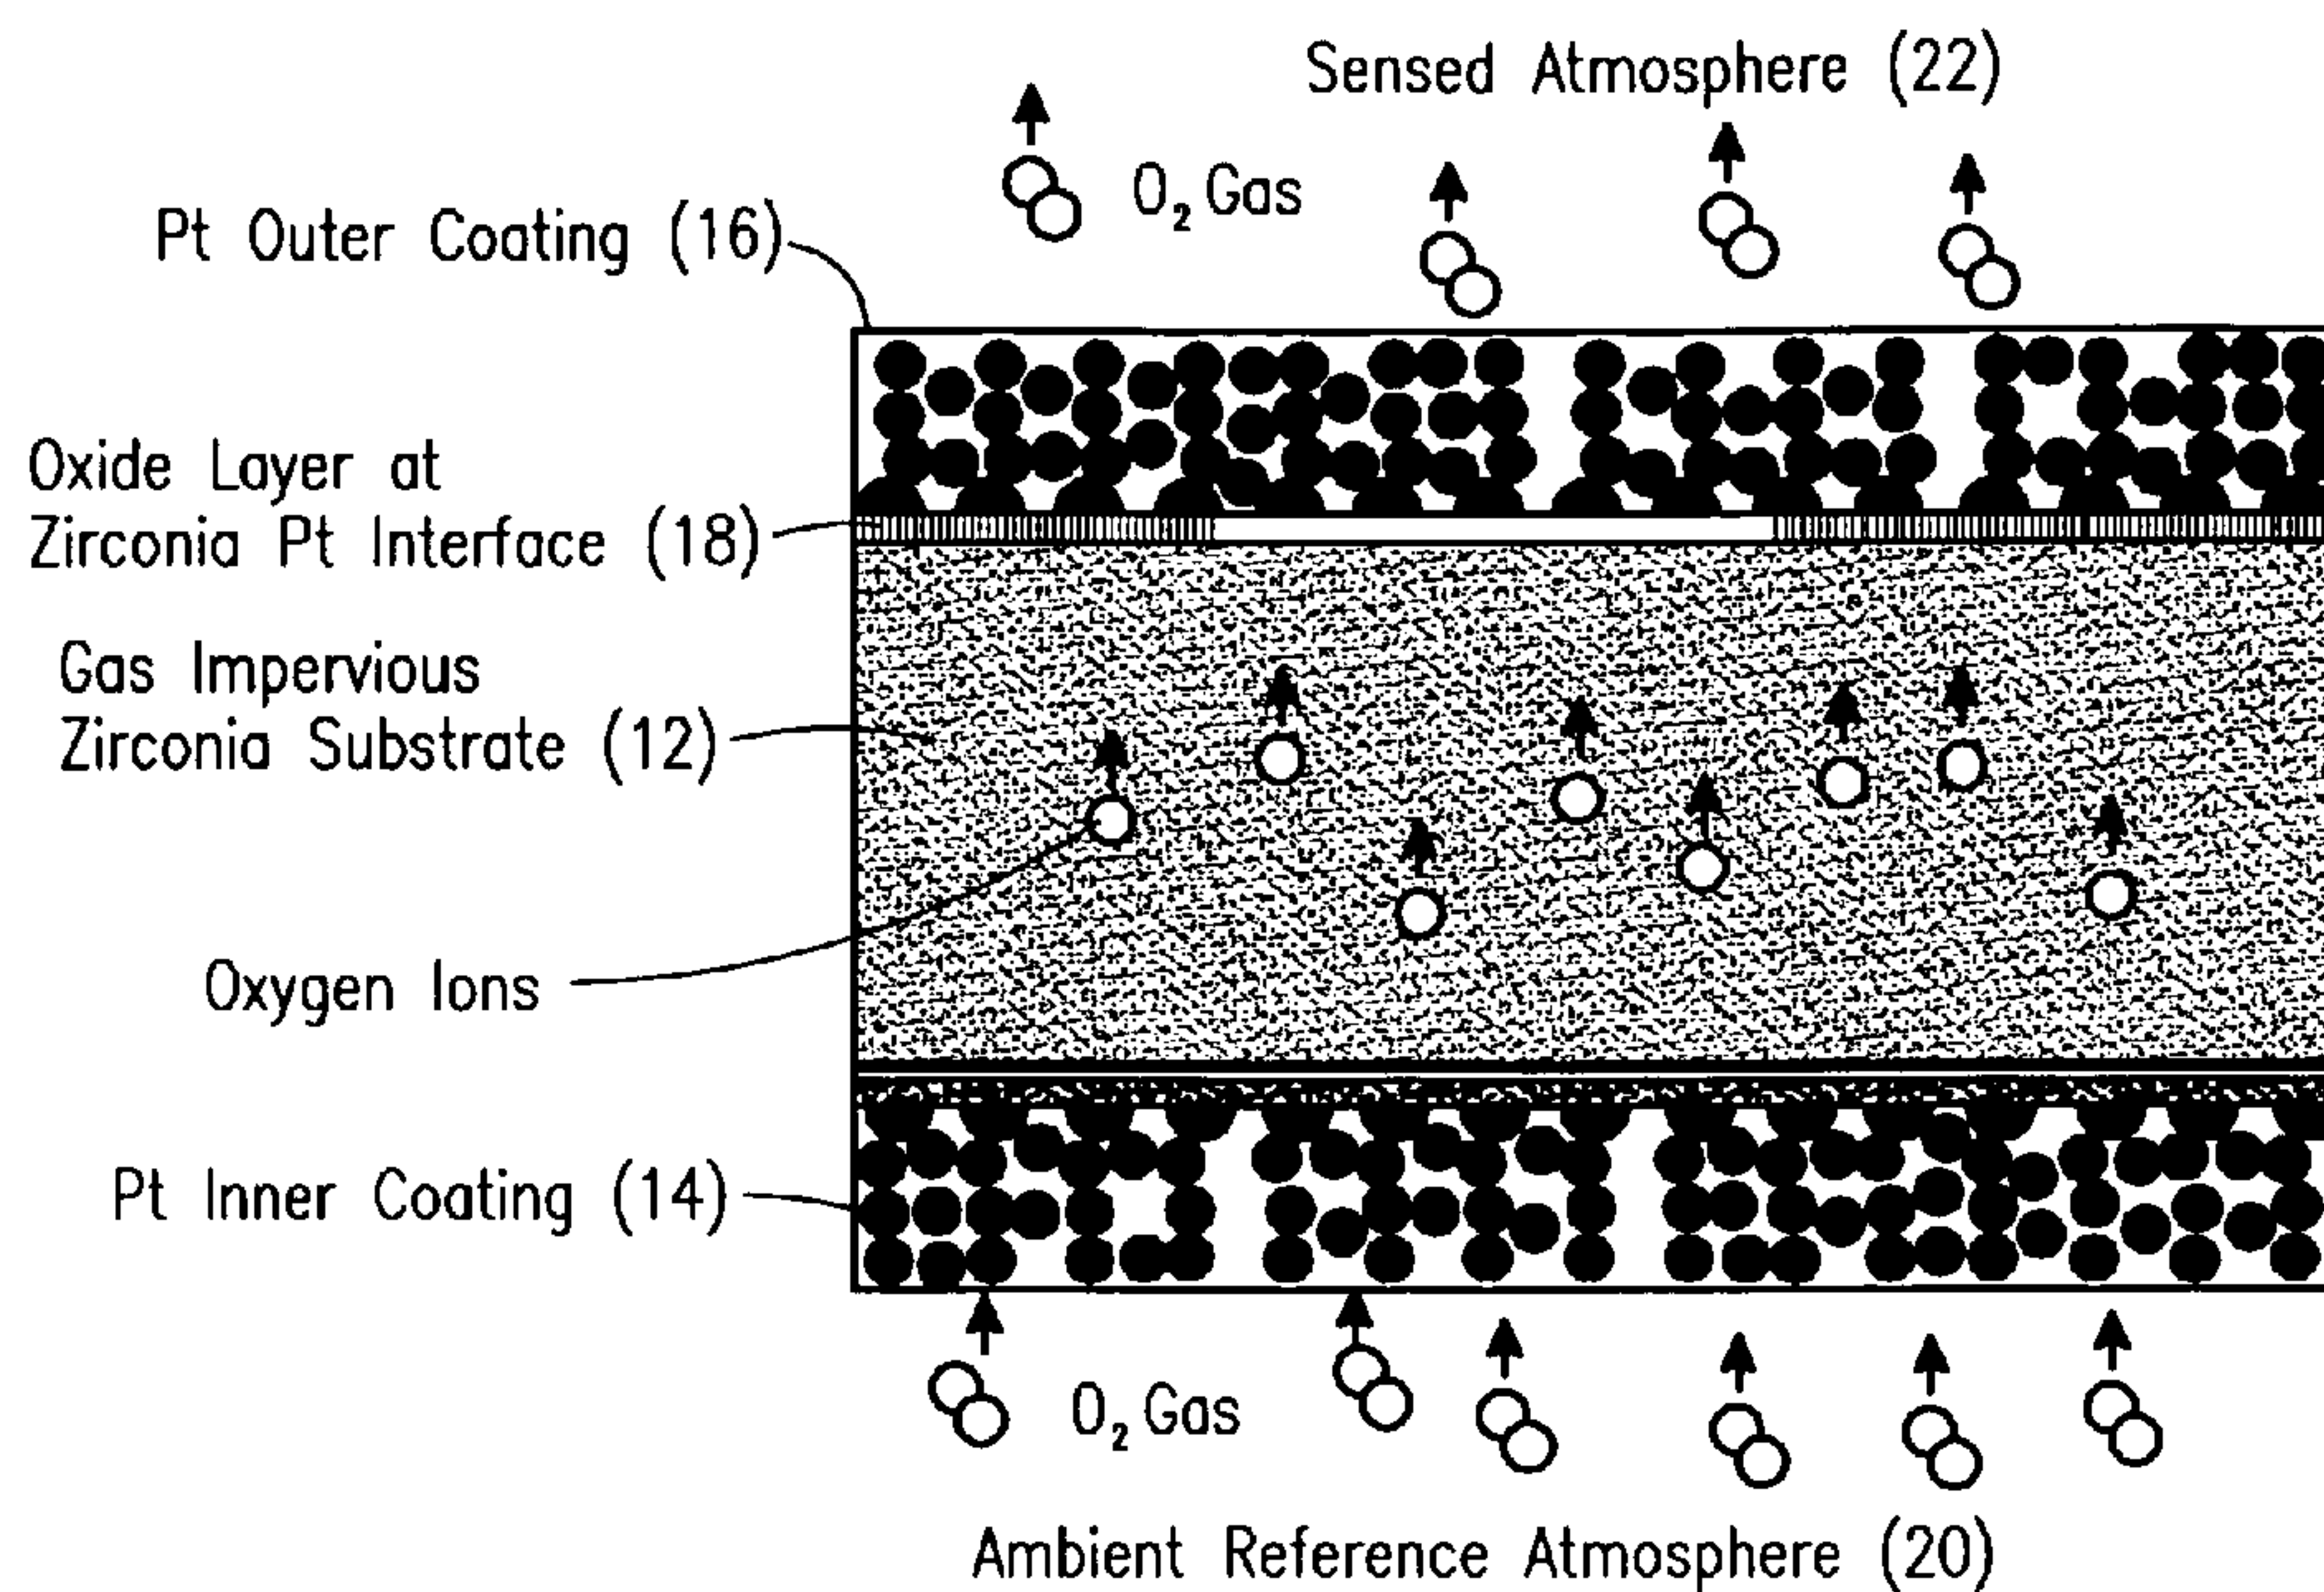 Sensed Atmosphere (22)
O₂ Gas
Pt Outer Coating (16)
Oxide Layer at
Zirconia Pt Interface (18)
Gas Impervious
Zirconia Substrate (12)
Oxygen Ions
Pt Inner Coating (14)
O₂ Gas
Ambient Reference Atmosphere (20)